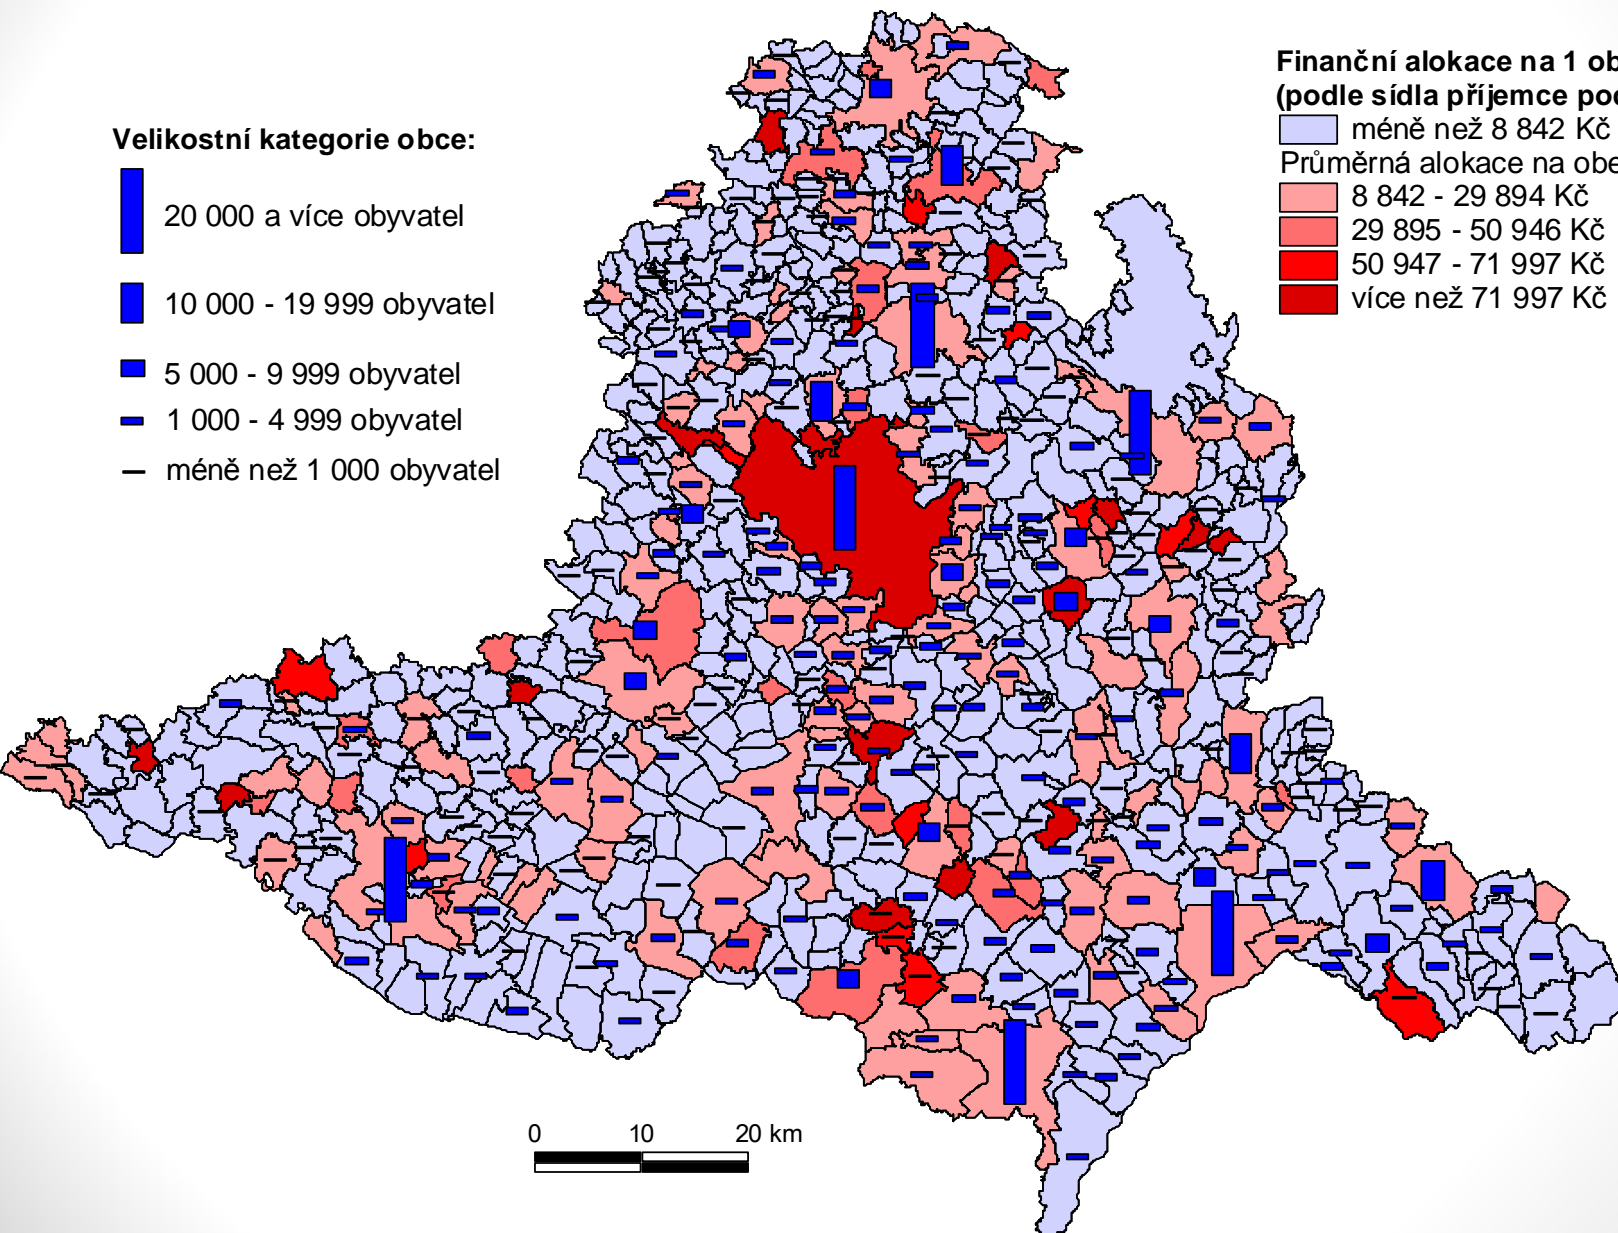 Velikostní kategorie obce:
20 000 a více obyvatel
10 000 - 19 999 obyvatel
5 000 - 9 999 obyvatel
1 000 - 4 999 obyvatel
méně než 1 000 obyvatel
Finanční alokace na 1 ob
(podle sídla příjemce pod
méně než 8 842 Kč
Průměrná alokace na obe
8 842 - 29 894 Kč
29 895 - 50 946 Kč
50 947 - 71 997 Kč
více než 71 997 Kč
0 10 20 km